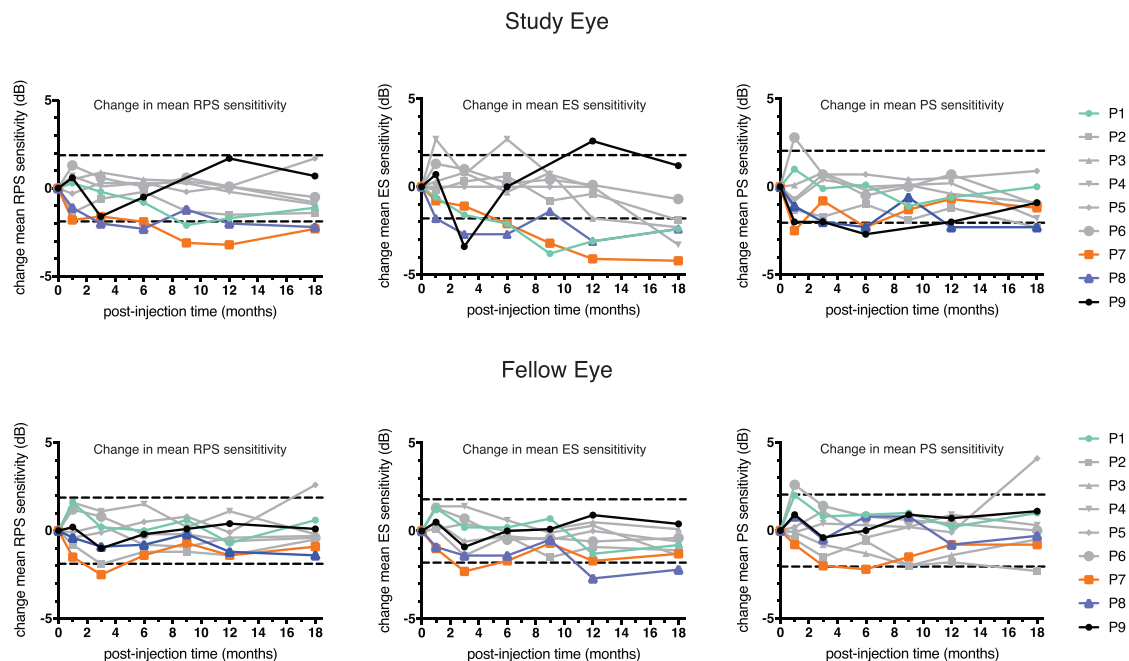 Study Eye
change mean RPS sensitivity (dB)
Change in mean RPS sensititivity
5
0
-5
0 2 4 6 8 10 12 14 16 18
post-injection time (months)
change mean ES sensitivity (dB)
Change in mean ES sensititivity
5
0
-5
0 2 4 6 8 10 12 14 16 18
post-injection time (months)
change mean PS sensitivity (dB)
Change in mean PS sensititivity
5
0
-5
0 2 4 6 8 10 12 14 16 18
post-injection time (months)
P1
P2
P3
P4
P5
P6
P7
P8
P9
Fellow Eye
change mean RPS sensitivity (dB)
Change in mean RPS sensititivity
5
0
-5
0 2 4 6 8 10 12 14 16 18
post-injection time (months)
change mean ES sensitivity (dB)
Change in mean ES sensititivity
5
0
-5
0 2 4 6 8 10 12 14 16 18
post-injection time (months)
change mean PS sensitivity (dB)
Change in mean PS sensititivity
5
0
-5
0 2 4 6 8 10 12 14 16 18
post-injection time (months)
P1
P2
P3
P4
P5
P6
P7
P8
P9